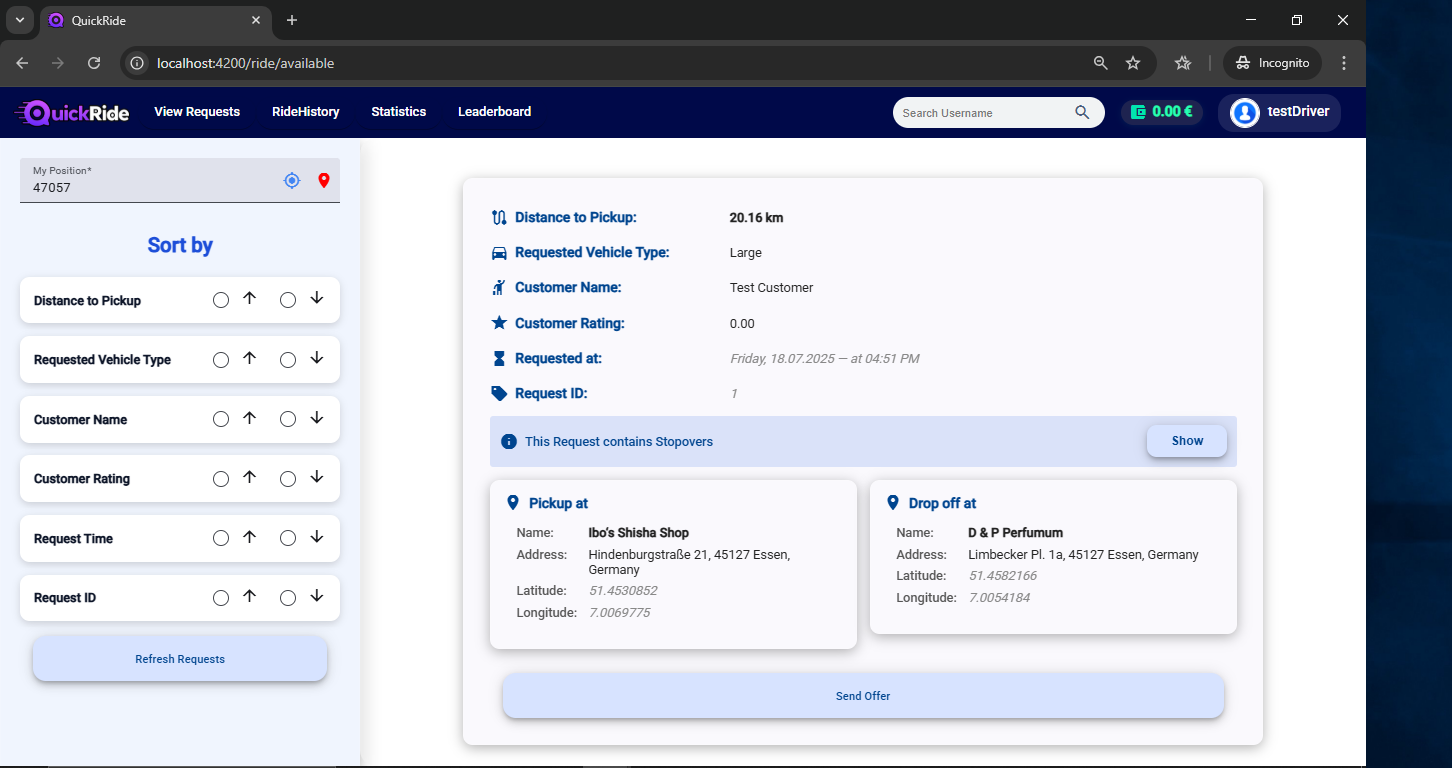 QuickRide
localhost:4200/ride/available
Incognito
QuickRide
View Requests
RideHistory
Statistics
Leaderboard
Search Username
0.00 €
testDriver
My Position*
47057
Sort by
Distance to Pickup
Requested Vehicle Type
Customer Name
Customer Rating
Request Time
Request ID
Refresh Requests
Distance to Pickup: 20.16 km
Requested Vehicle Type: Large
Customer Name: Test Customer
Customer Rating: 0.00
Requested at: Friday, 18.07.2025 — at 04:51 PM
Request ID: 1
This Request contains Stopovers
Show
Pickup at
Name: Ibo‘s Shisha Shop
Address: Hindenburgstraße 21, 45127 Essen,
Germany
Latitude: 51.4530852
Longitude: 7.0069775
Drop off at
Name: D & P Perfumum
Address: Limbecker Pl. 1a, 45127 Essen, Germany
Latitude: 51.4582166
Longitude: 7.0054184
Send Offer